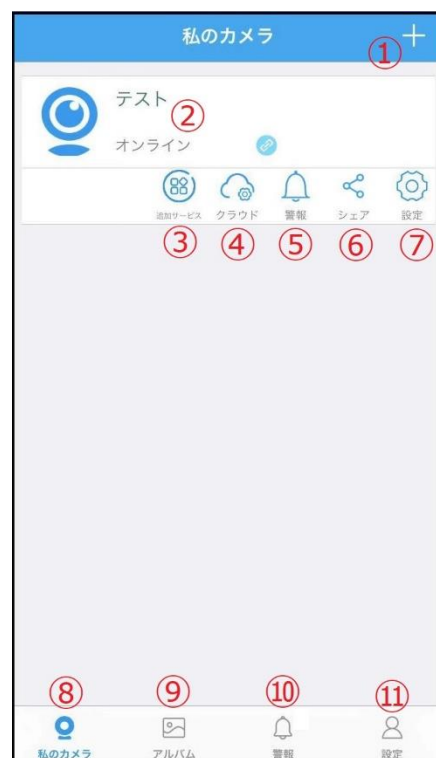 私のカメラ ①
テスト ②
オンライン
追加サービス クラウド 警報 シェア 設定
③ ④ ⑤ ⑥ ⑦
⑧ ⑨ ⑩ ⑪
私のカメラ アルバム 警報 設定